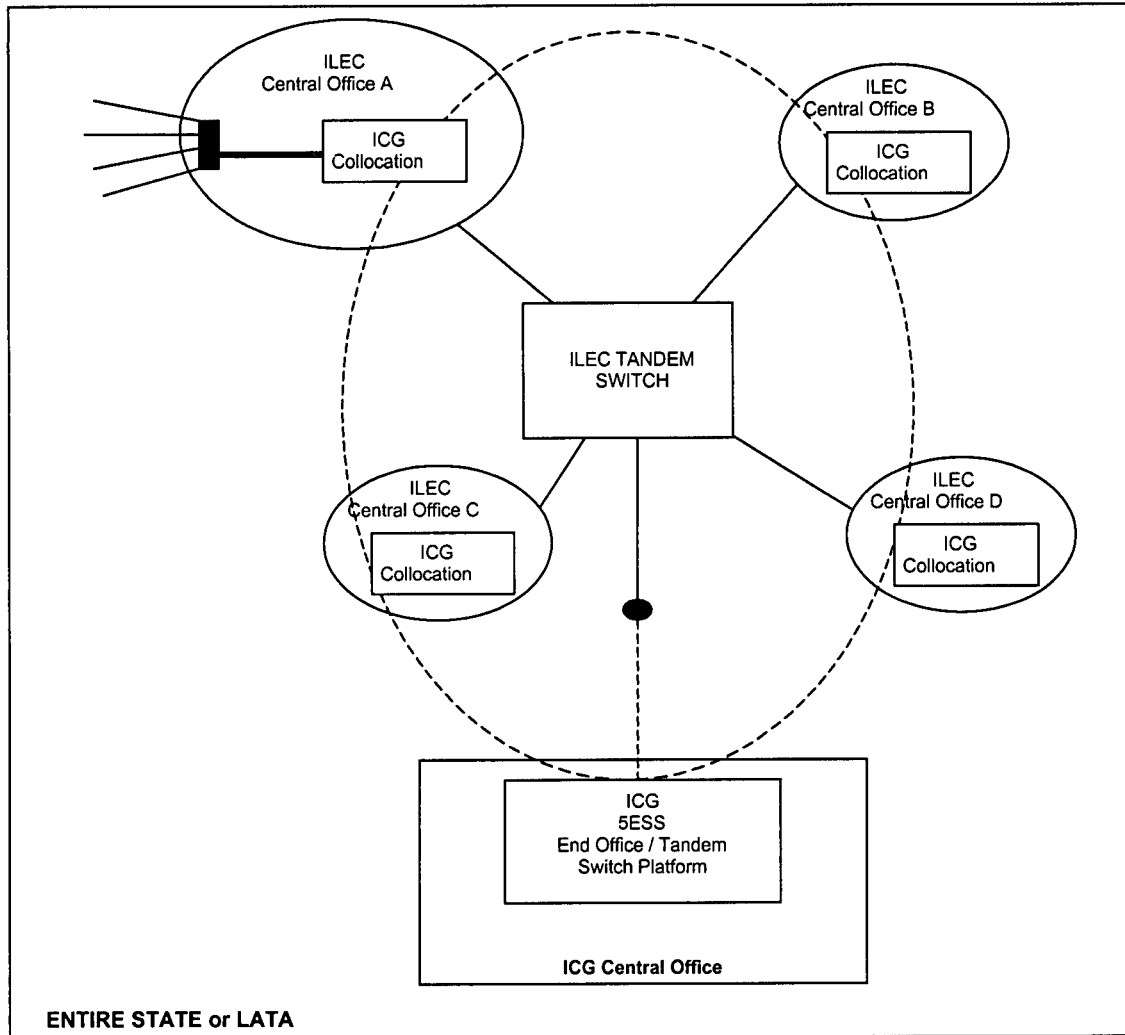 ILEC
Central Office A
ICG
Collocation
ILEC
Central Office B
ICG
Collocation
ILEC TANDEM
SWITCH
ILEC
Central Office C
ICG
Collocation
ILEC
Central Office D
ICG
Collocation
ICG
5ESS
End Office / Tandem
Switch Platform
ICG Central Office
ENTIRE STATE or LATA